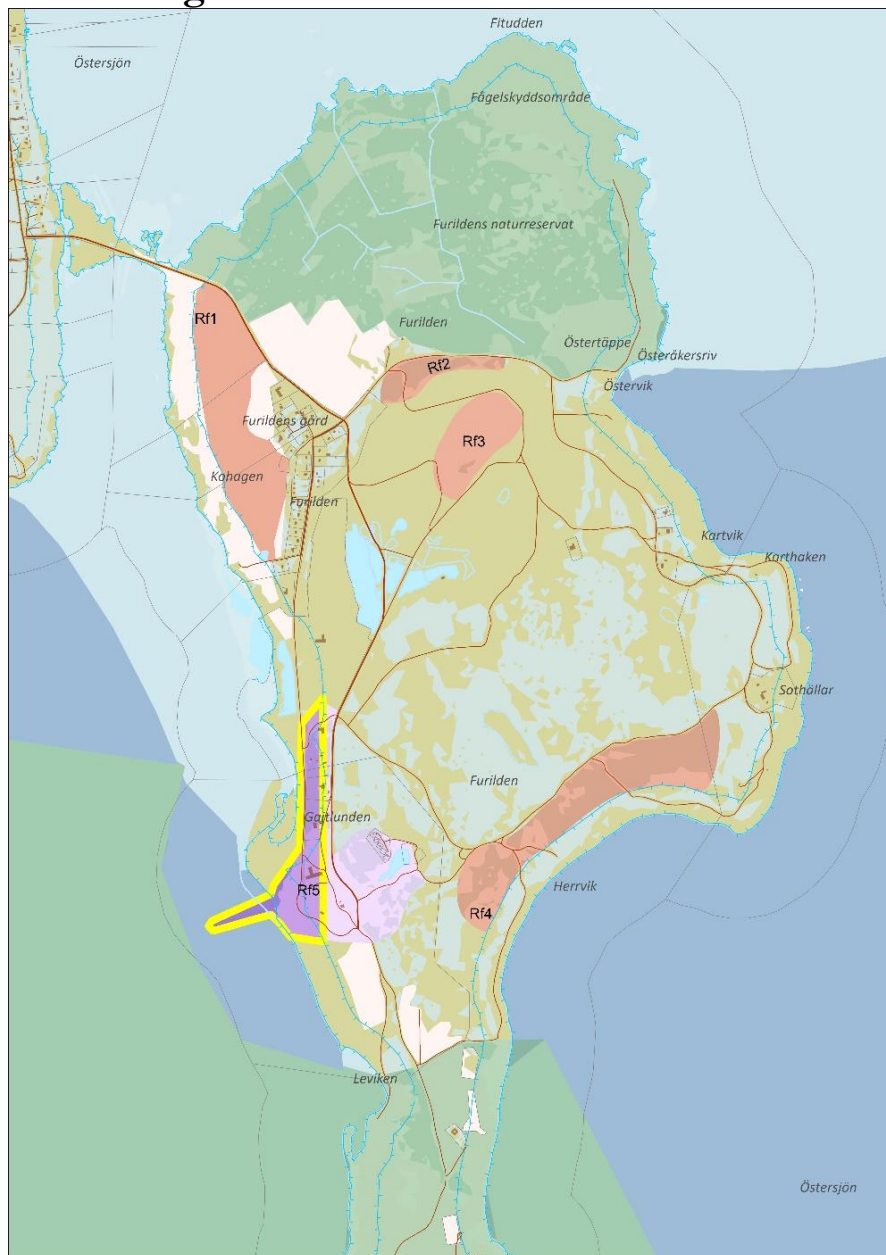 Fitudden
Östersjön
Fågelskyddsområde
Furildens naturreservat
Rf1
Furilden
Östertäppe
Österåkersriv
Rf2
Östervik
Furildens gård
Rf3
Kohagen
Furilden
Kartvik
Karthaken
Sothällar
Furilden
Gajtlunden
Rf5
Herrvik
Rf4
Leviken
Östersjön